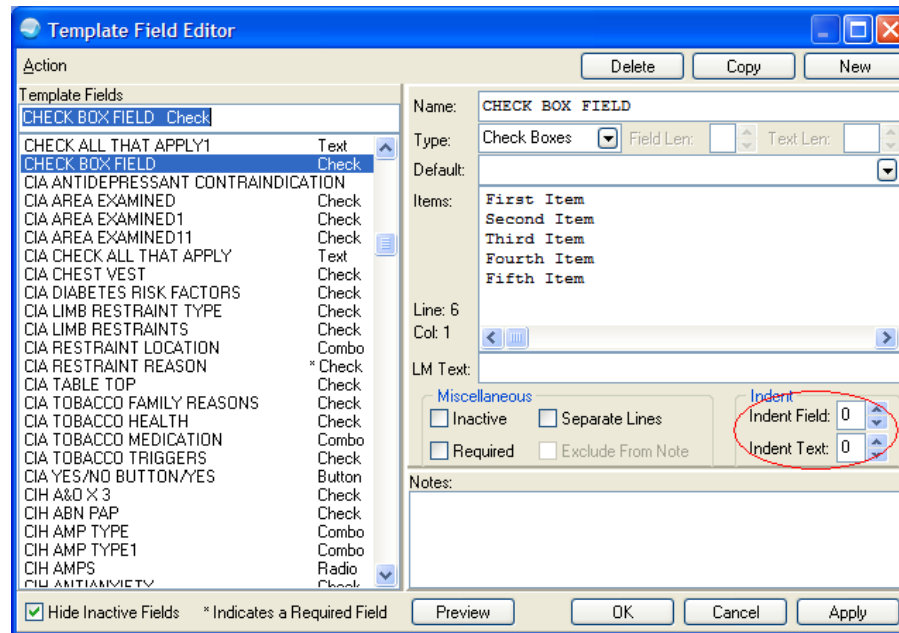 Template Field Editor
Action
Delete Copy New
Template Fields
CHECK BOX FIELD Check
CHECK ALL THAT APPLY1 Text
CHECK BOX FIELD Check
CIA ANTIDEPRESSANT CONTRAINDICATION
CIA AREA EXAMINED Check
CIA AREA EXAMINED1 Check
CIA AREA EXAMINED11 Check
CIA CHECK ALL THAT APPLY Text
CIA CHEST VEST Check
CIA DIABETES RISK FACTORS Check
CIA LIMB RESTRAINT TYPE Check
CIA LIMB RESTRAINTS Check
CIA RESTRAINT LOCATION Combo
CIA RESTRAINT REASON * Check
CIA TABLE TOP Check
CIA TOBACCO FAMILY REASONS Check
CIA TOBACCO HEALTH Check
CIA TOBACCO MEDICATION Combo
CIA TOBACCO TRIGGERS Check
CIA YES/NO BUTTON/YES Button
CIH A&O X 3 Check
CIH ABN PAP Check
CIH AMP TYPE Combo
CIH AMP TYPE1 Combo
CIH AMPS Radio
CIH ANTIANXIETY Check
Name: CHECK BOX FIELD
Type: Check Boxes Field Len: Text Len:
Default:
Items: First Item
Second Item
Third Item
Fourth Item
Fifth Item
Line: 6
Col: 1
LM Text:
Miscellaneous
Inactive Separate Lines
Required Exclude From Note
Indent
Indent Field: 0
Indent Text: 0
Notes:
Hide Inactive Fields * Indicates a Required Field Preview OK Cancel Apply